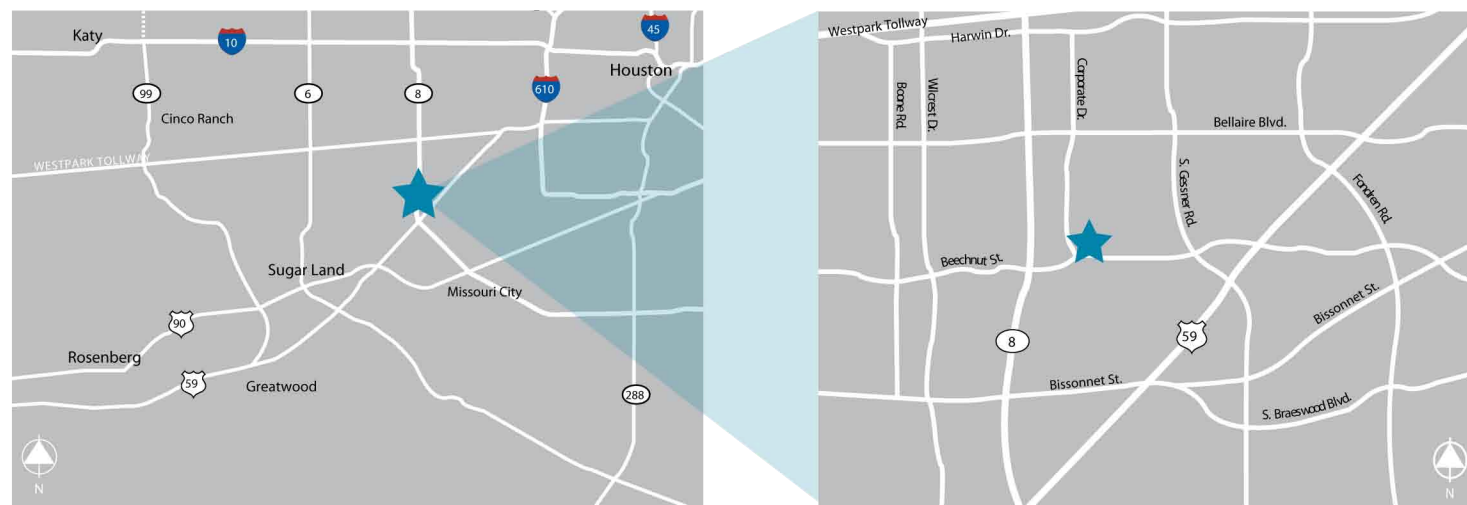 Katy
10
45
Houston
99
6
8
610
Cinco Ranch
WESTPARK TOLLWAY
Sugar Land
Missouri City
90
Rosenberg
59
Greatwood
288
N
Westpark Tollway
Harwin Dr.
Boone Rd.
Wilcrest Dr.
Corporate Dr.
Bellaire Blvd.
S. Gessner Rd.
Fondren Rd.
Beechnut St.
Bissonnet St.
8
59
Bissonnet St.
S. Braeswood Blvd.
N